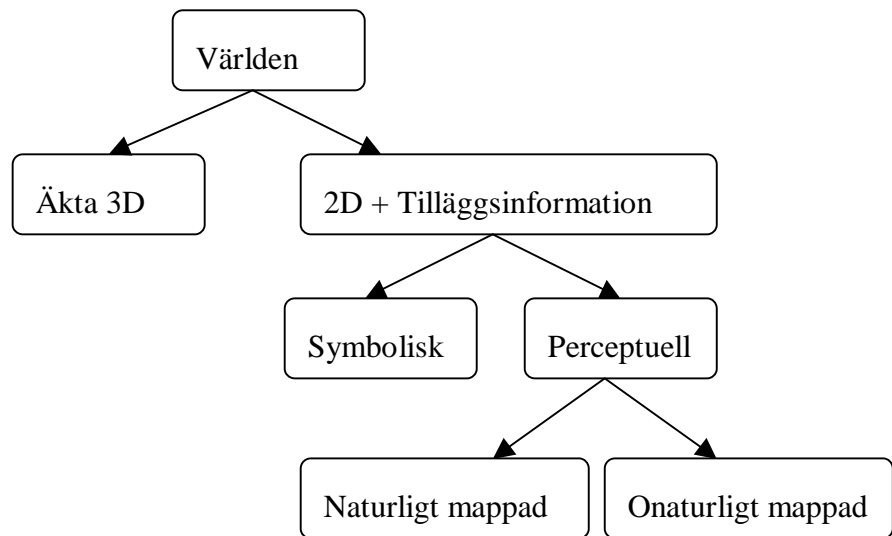 Världen
Äkta 3D
2D + Tilläggsinformation
Symbolisk
Perceptuell
Naturligt mappad
Onaturligt mappad